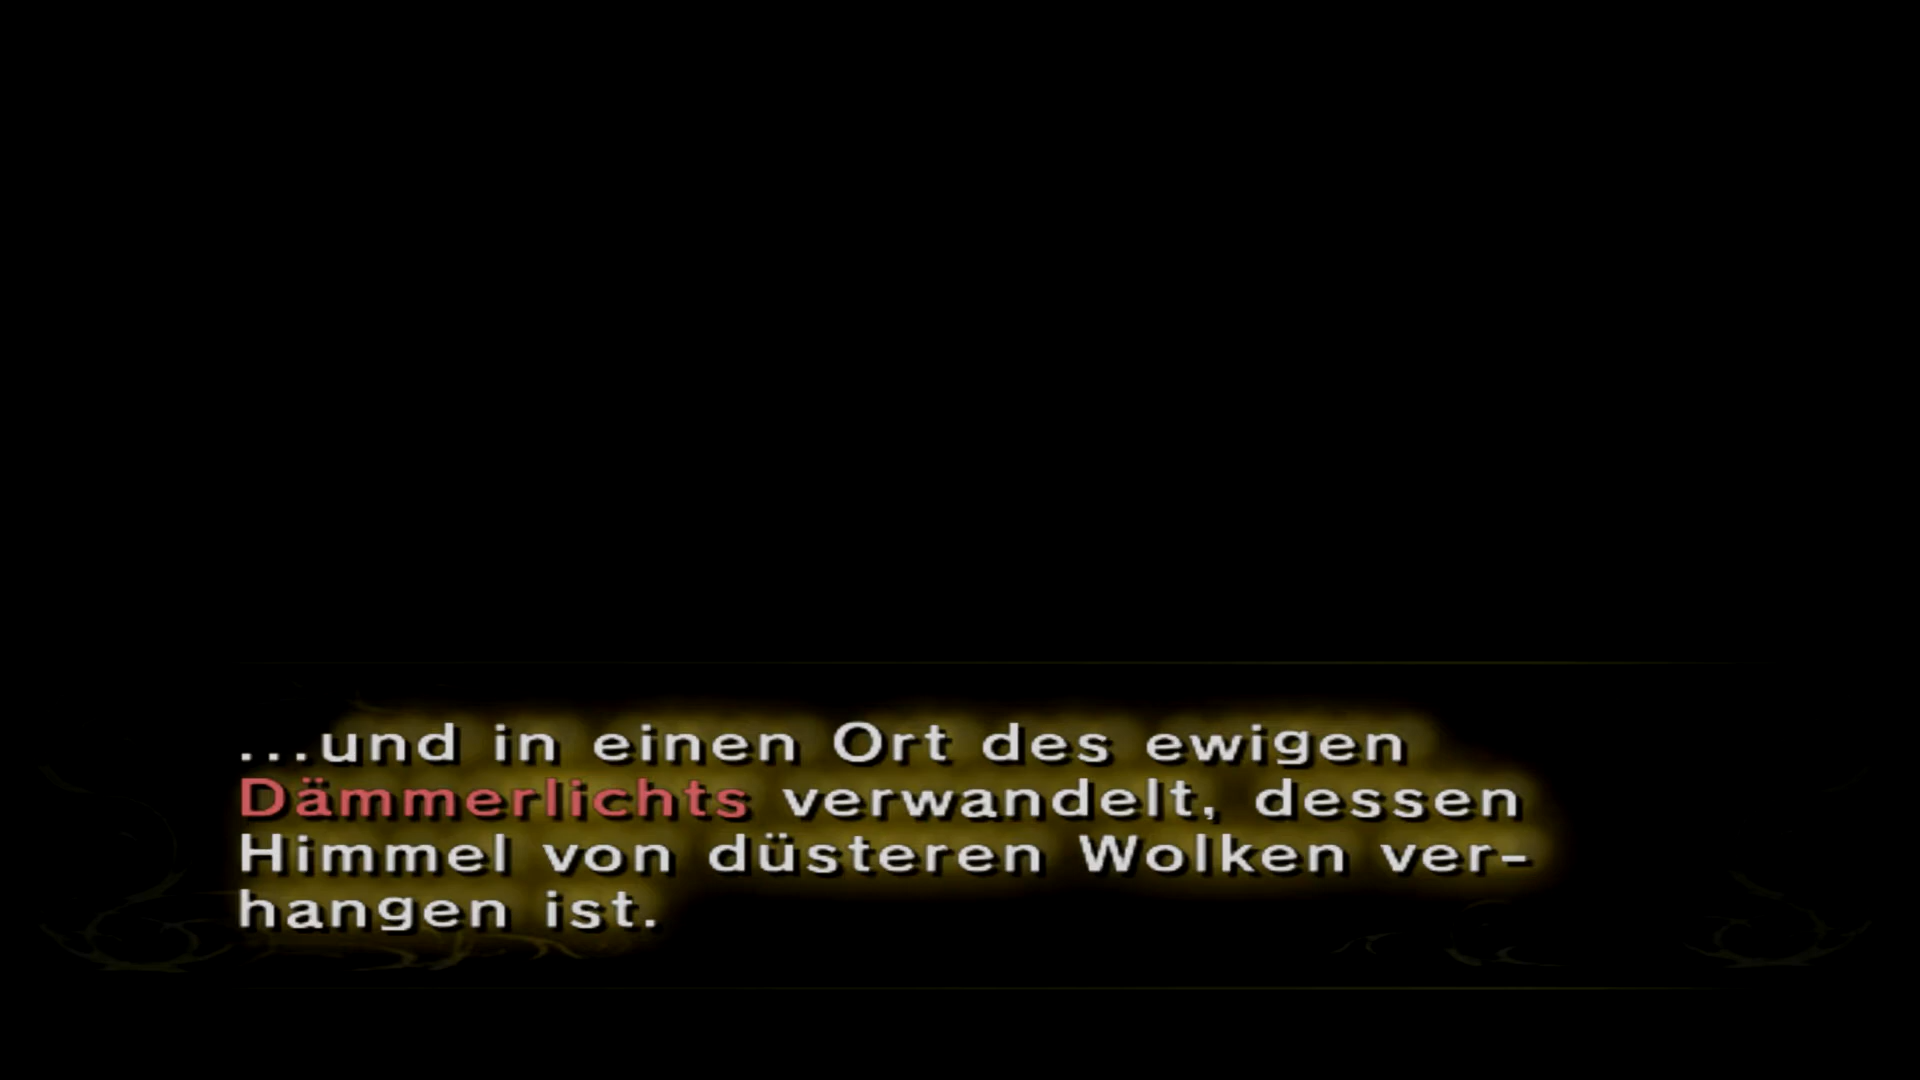 ...und in einen Ort des ewigen
Dämmerlichts verwandelt, dessen
Himmel von düsteren Wolken ver-
hangen ist.